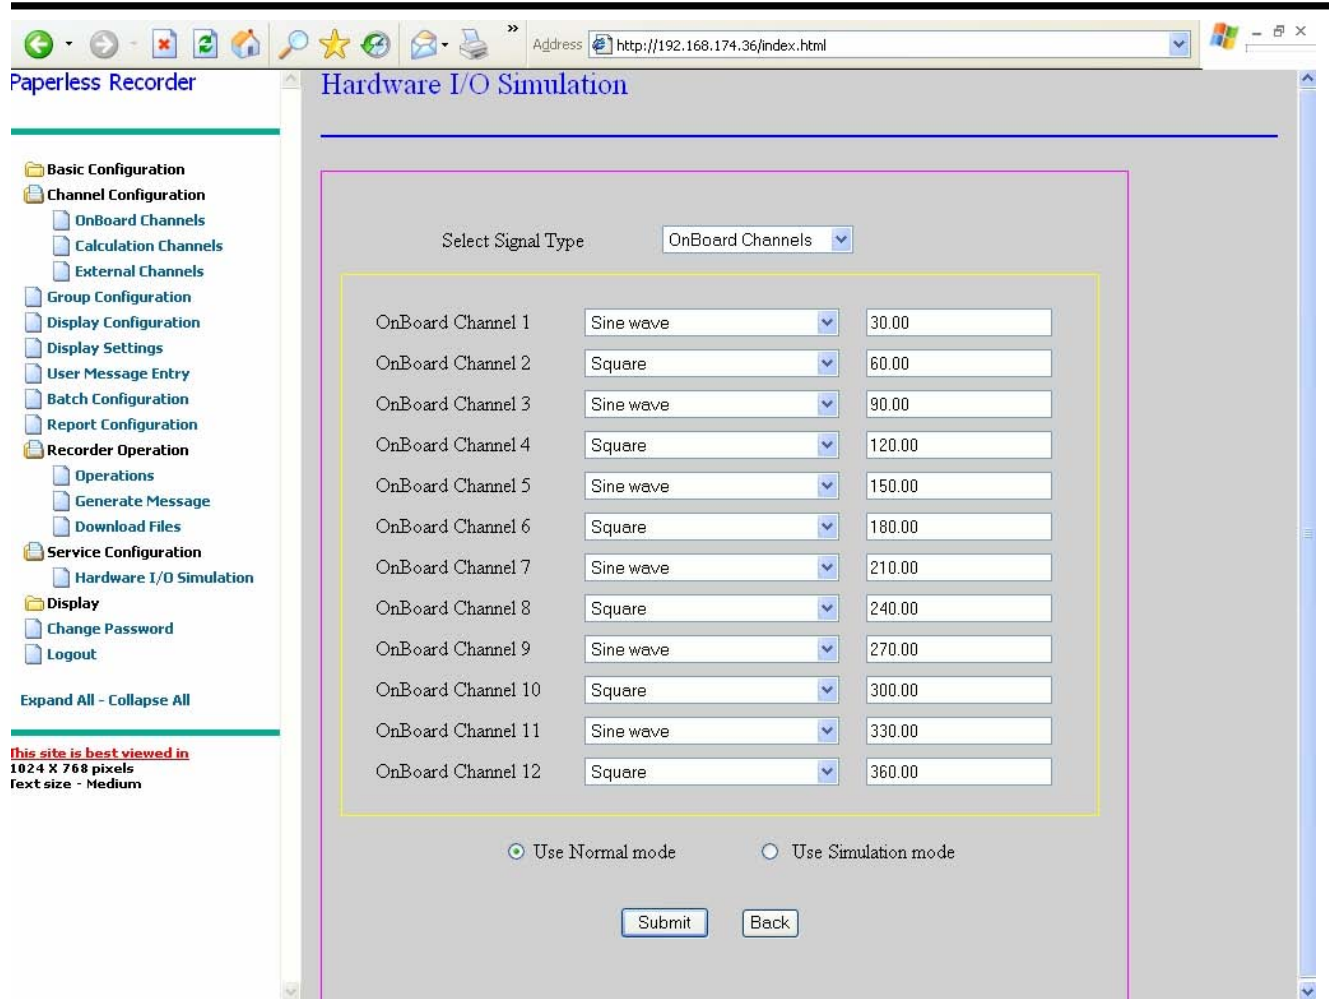 » Address http://192.168.174.36/index.html
Paperless Recorder
Basic Configuration
Channel Configuration
OnBoard Channels
Calculation Channels
External Channels
Group Configuration
Display Configuration
Display Settings
User Message Entry
Batch Configuration
Report Configuration
Recorder Operation
Operations
Generate Message
Download Files
Service Configuration
Hardware I/O Simulation
Display
Change Password
Logout
Expand All - Collapse All
This site is best viewed in
1024 X 768 pixels
Text size - Medium
Hardware I/O Simulation
Select Signal Type OnBoard Channels
OnBoard Channel 1 Sine wave 30.00
OnBoard Channel 2 Square 60.00
OnBoard Channel 3 Sine wave 90.00
OnBoard Channel 4 Square 120.00
OnBoard Channel 5 Sine wave 150.00
OnBoard Channel 6 Square 180.00
OnBoard Channel 7 Sine wave 210.00
OnBoard Channel 8 Square 240.00
OnBoard Channel 9 Sine wave 270.00
OnBoard Channel 10 Square 300.00
OnBoard Channel 11 Sine wave 330.00
OnBoard Channel 12 Square 360.00
Use Normal mode Use Simulation mode
Submit Back